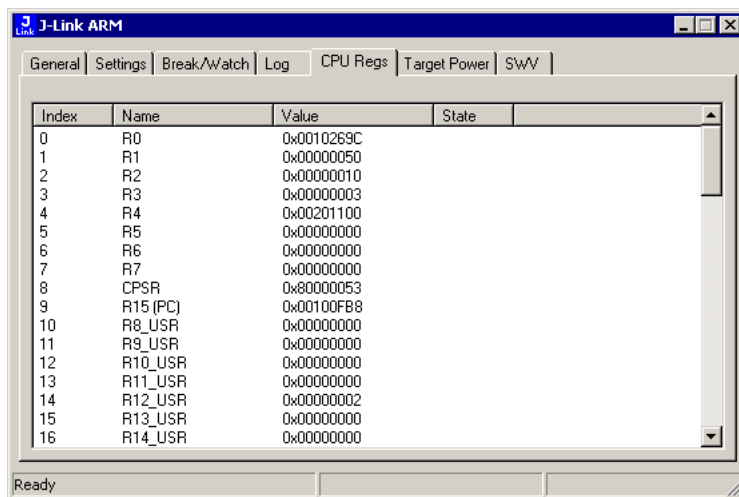 J-Link ARM
General Settings Break/Watch Log CPU Regs Target Power SWV
Index Name Value State
0 R0 0x0010269C
1 R1 0x00000050
2 R2 0x00000010
3 R3 0x00000003
4 R4 0x00201100
5 R5 0x00000000
6 R6 0x00000000
7 R7 0x00000000
8 CPSR 0x80000053
9 R15 (PC) 0x00100FB8
10 R8_USR 0x00000000
11 R9_USR 0x00000000
12 R10_USR 0x00000000
13 R11_USR 0x00000000
14 R12_USR 0x00000002
15 R13_USR 0x00000000
16 R14_USR 0x00000000
Ready